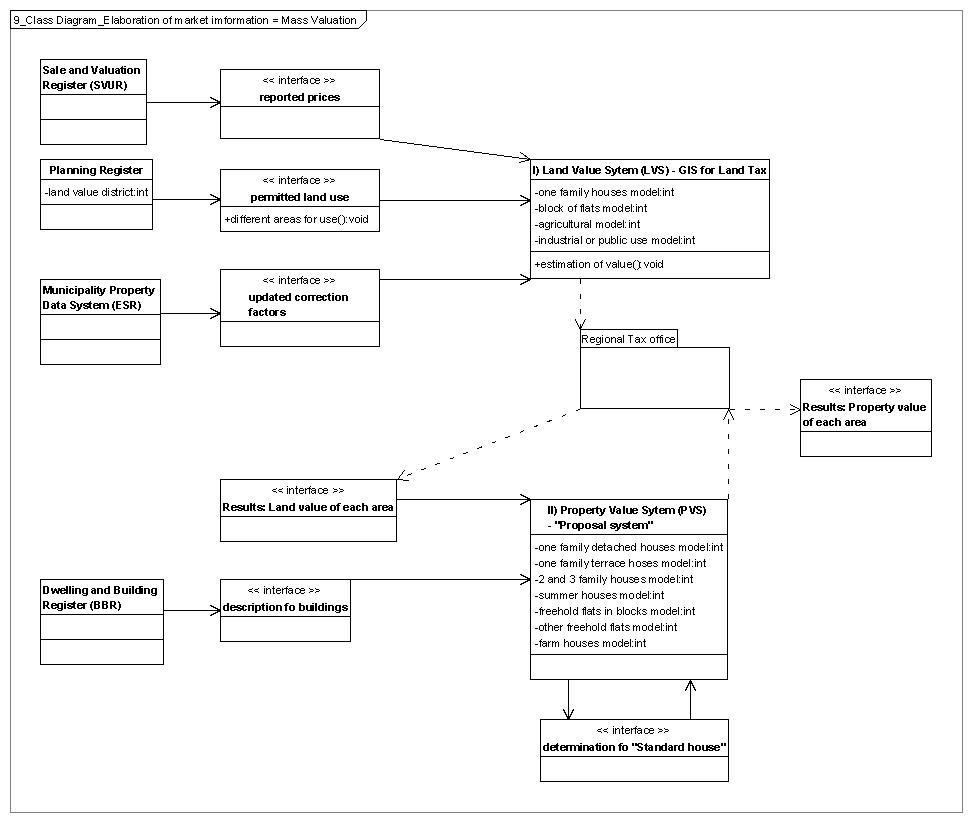 9_Class Diagram_Elaboration of market imformation = Mass Valuation
Sale and Valuation
Register (SVUR)
<< interface >>
reported prices
Planning Register
-land value district:int
<< interface >>
permitted land use
+different areas for use():void
I) Land Value Sytem (LVS) - GIS for Land Tax
-one family houses model:int
-block of flats model:int
-agricultural model:int
-industrial or public use model:int
+estimation of value():void
Municipality Property
Data System (ESR)
<< interface >>
updated correction
factors
Regional Tax office
<< interface >>
Results: Property value
of each area
<< interface >>
Results: Land value of each area
II) Property Value Sytem (PVS)
- "Proposal system"
-one family detached houses model:int
-one family terrace hoses model:int
-2 and 3 family houses model:int
-summer houses model:int
-freehold flats in blocks model:int
-other freehold flats model:int
-farm houses model:int
Dwelling and Building
Register (BBR)
<< interface >>
description fo buildings
<< interface >>
determination fo "Standard house"